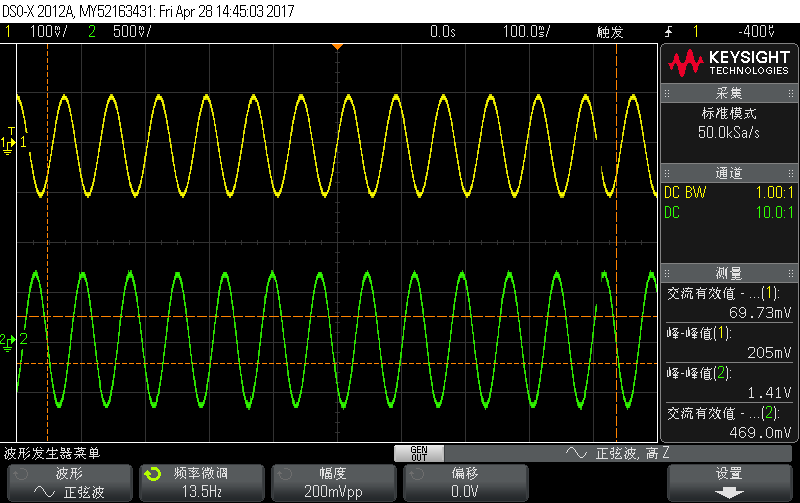 DSO-X 2012A, MY52163431: Fri Apr 28 14:45:03 2017
1 100%/ 2 500%/ 0.0s 100.0%/ 触发 1 -400%
KEYSIGHT
TECHNOLOGIES
采集
标准模式
50.0kSa/s
通道
DC BW 1.00:1
DC 10.0:1
测量
交流有效值 - ...(1):
69.73mV
峰-峰值(1):
205mV
峰-峰值(2):
1.41V
交流有效值 - ...(2):
469.0mV
T
1 1
2 2
波形发生器菜单
GEN
OUT
正弦波, 高 Z
波形
正弦波
频率微调
13.5Hz
幅度
200mVpp
偏移
0.0V
设置